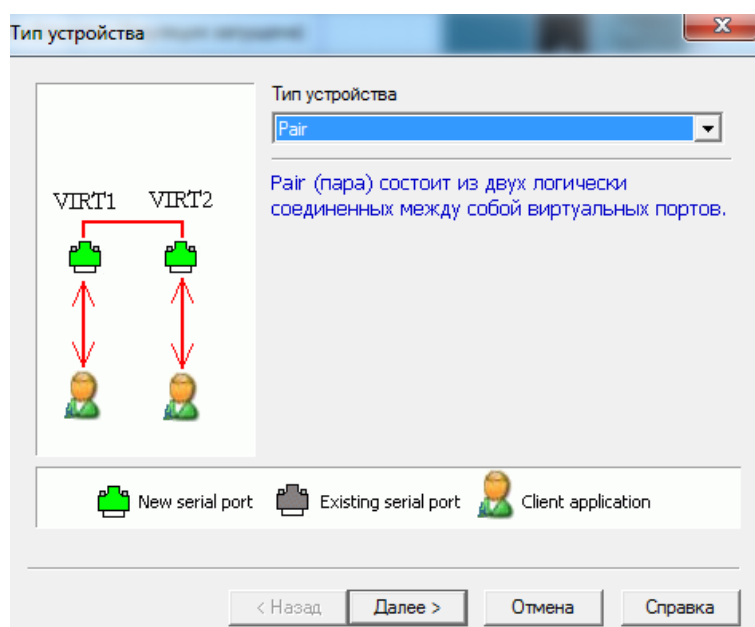 Тип устройства
Тип устройства
Pair
Pair (пара) состоит из двух логически
соединенных между собой виртуальных портов.
VIRT1 VIRT2
New serial port Existing serial port Client application
< Назад Далее > Отмена Справка